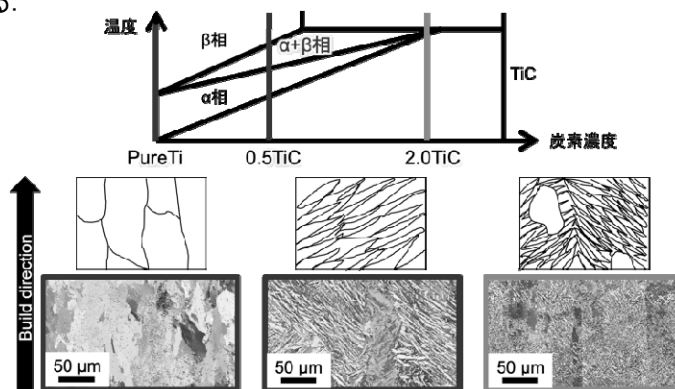 温度
β相
α+β相
α相
TiC
PureTi
0.5TiC
2.0TiC
炭素濃度
Build direction
50 μm
50 μm
50 μm